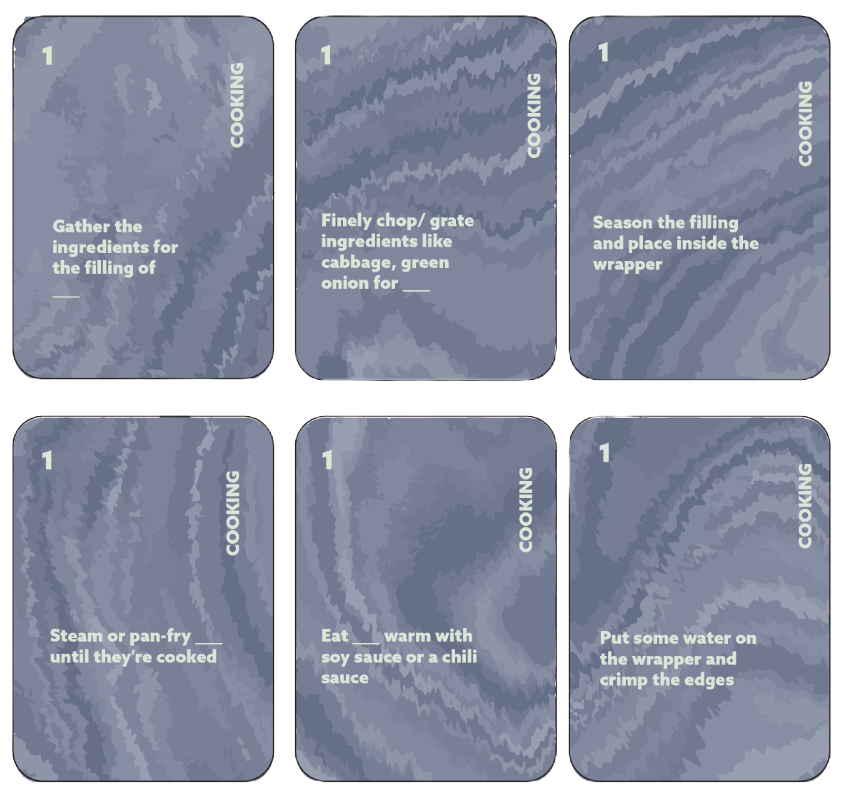 1
COOKING
Gather the
ingredients for
the filling of
___
1
COOKING
Finely chop/ grate
ingredients like
cabbage, green
onion for ___
1
COOKING
Season the filling
and place inside the
wrapper
1
COOKING
Steam or pan-fry ___
until they're cooked
1
COOKING
Eat ___ warm with
soy sauce or a chili
sauce
1
COOKING
Put some water on
the wrapper and
crimp the edges